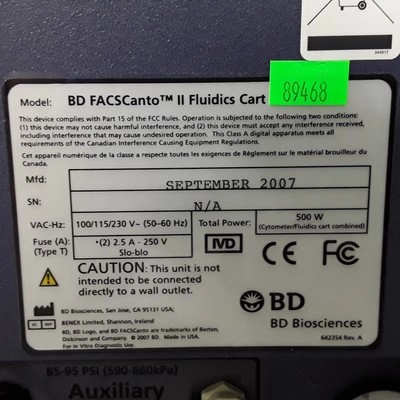 344417
Model: BD FACSCanto™ II Fluidics Cart
89468
This device complies with Part 15 of the FCC Rules. Operation is subjected to the following two conditions:
(1) this device may not cause harmful interference, and (2) this device must accept any interference received,
including interference that may cause undesired operation. This Class A digital apparatus meets all
requirements of the Canadian Interference Causing Equipment Regulations.
Cet appareil numérique de la classe a respecte toutes les exigences de Règlement sur le matérial brouilleur du
Canada.
Mfd: SEPTEMBER 2007
SN: N/A
VAC-Hz: 100/115/230 V~ (50–60 Hz) Total Power: 500 W
(Cytometer/Fluidics cart combined)
Fuse (A): •(2) 2.5 A - 250 V
(Type T) Slo-blo
MD CE FC
CAUTION: This unit is not
intended to be connected
directly to a wall outlet.
BD Biosciences, San Jose, CA 95131 USA
EC REP BENEX Limited, Shannon, Ireland
BD, BD Logo, and BD FACSCanto are trademarks of Becton,
Dickinson and Company. © 2007 BD. Made in USA.
For In Vitro Diagnostic Use.
BD
BD Biosciences
642354 Rev. A
85-95 PSI (590-660kPa)
Auxiliary